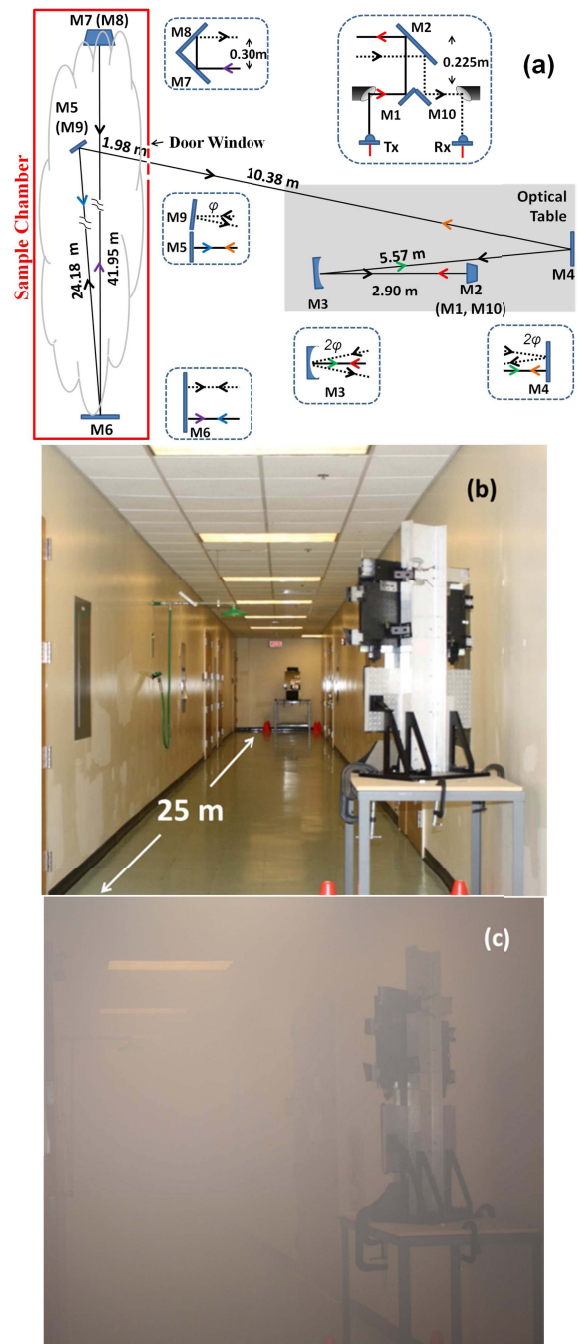 M7 (M8)
M8
0.30m
M7
M2
0.225m
(a)
M1
M10
Tx
Rx
M5
(M9)
1.98 m
Door Window
10.38 m
Sample Chamber
24.18 m
41.95 m
M9
φ
M5
Optical
Table
5.57 m
M4
M3
2.90 m
M2
(M1, M10)
2φ
M3
2φ
M4
M6
M6
(b)
25 m
(c)